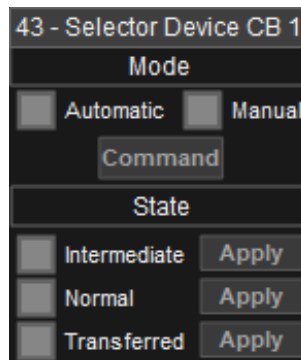 43 - Selector Device CB 1
Mode
Automatic Manual
Command
State
Intermediate Apply
Normal Apply
Transferred Apply